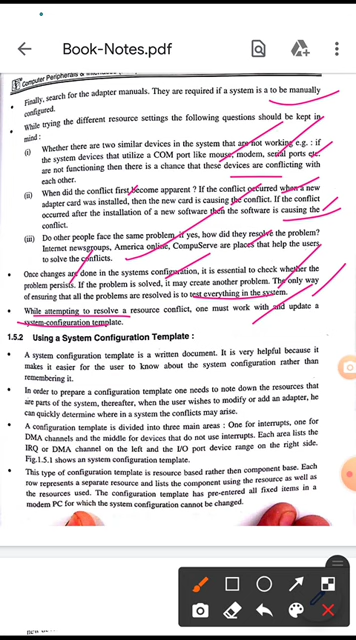 Book-Notes.pdf
Computer Peripherals &
• Finally, search for the adapter manuals. They are required if a system is a to be manually
configured.
• While trying the different resource settings the following questions should be kept in
mind :
(i) Whether there are two similar devices in the system that are not working e.g. : if
the system devices that utilize a COM port like mouse, modem, serial ports etc.
are not functioning then there is a chance that these devices are conflicting with
each other.
(ii) When did the conflict first become apparent ? If the conflict occurred when a new
adapter card was installed, then the new card is causing the conflict. If the conflict
occurred after the installation of a new software then the software is causing the
conflict.
(iii) Do other people face the same problem, if yes, how did they resolve the problem?
Internet newsgroups, America online, CompuServe are places that help the users,
to solve the conflicts.
• Once changes are done in the systems configuration, it is essential to check whether the
problem persists. If the problem is solved, it may create another problem. The only way
of ensuring that all the problems are resolved is to test everything in the system.
• While attempting to resolve a resource conflict, one must work with and update a
system-configuration template.
1.5.2 Using a System Configuration Template :
• A system configuration template is a written document. It is very helpful because it
makes it easier for the user to know about the system configuration rather than
remembering it.
• In order to prepare a configuration template one needs to note down the resources that
are parts of the system, thereafter, when the user wishes to modify or add an adapter, he
can quickly determine where in a system the conflicts may arise.
• A configuration template is divided into three main areas : One for interrupts, one for
DMA channels and the middle for devices that do not use interrupts. Each area lists the
IRQ or DMA channel on the left and the I/O port device range on the right side.
Fig.1.5.1 shows an system configuration template.
• This type of configuration template is resource based rather then component base. Each
row represents a separate resource and lists the component using the resource as well as
the resources used. The configuration template has pre-entered all fixed items in a
modem PC for which the system configuration cannot be changed.